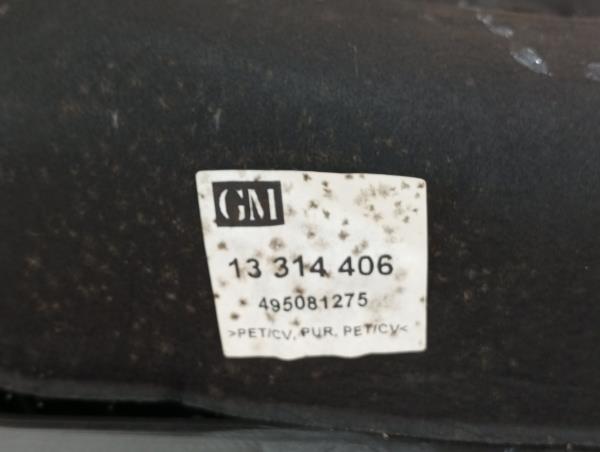 GM
13 314 406
495081275
>PET/CV, PUR, PET/CV<